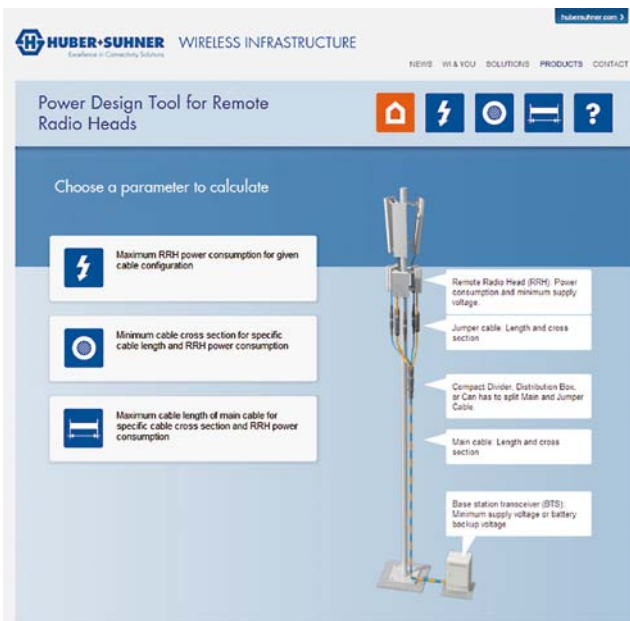 hubersuhner.com
HUBER+SUHNER
Excellence in Connectivity Solutions
WIRELESS INFRASTRUCTURE
NEWS WI & YOU SOLUTIONS PRODUCTS CONTACT
Power Design Tool for Remote
Radio Heads
?
Choose a parameter to calculate
Maximum RRH power consumption for given
cable configuration
Minimum cable cross section for specific
cable length and RRH power consumption
Maximum cable length of main cable for
specific cable cross section and RRH power
consumption
Remote Radio Head (RRH): Power
consumption and minimum supply
voltage.
Jumper cable: Length and cross
section
Compact Divider, Distribution Box,
or Can has to split Main and Jumper
Cable.
Main cable: Length and cross
section
Base station transceiver (BTS):
Minimum supply voltage or battery
backup voltage